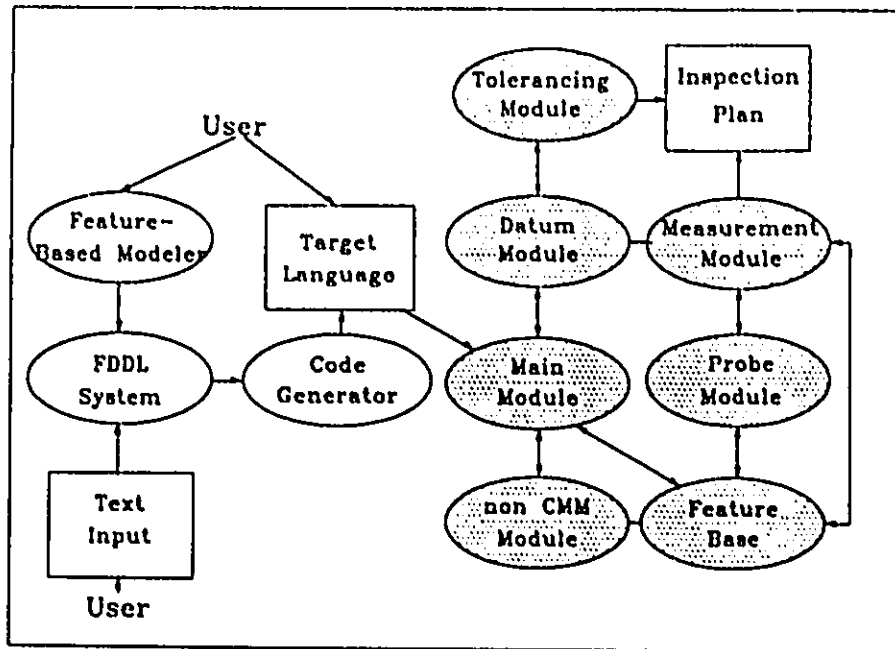 Tolerancing
Module
Inspection
Plan
User
Feature-
Based Modeler
Target
Language
Datum
Module
Measurement
Module
FDDL
System
Code
Generator
Main
Module
Probe
Module
Text
Input
non CMM
Module
Feature
Base
User